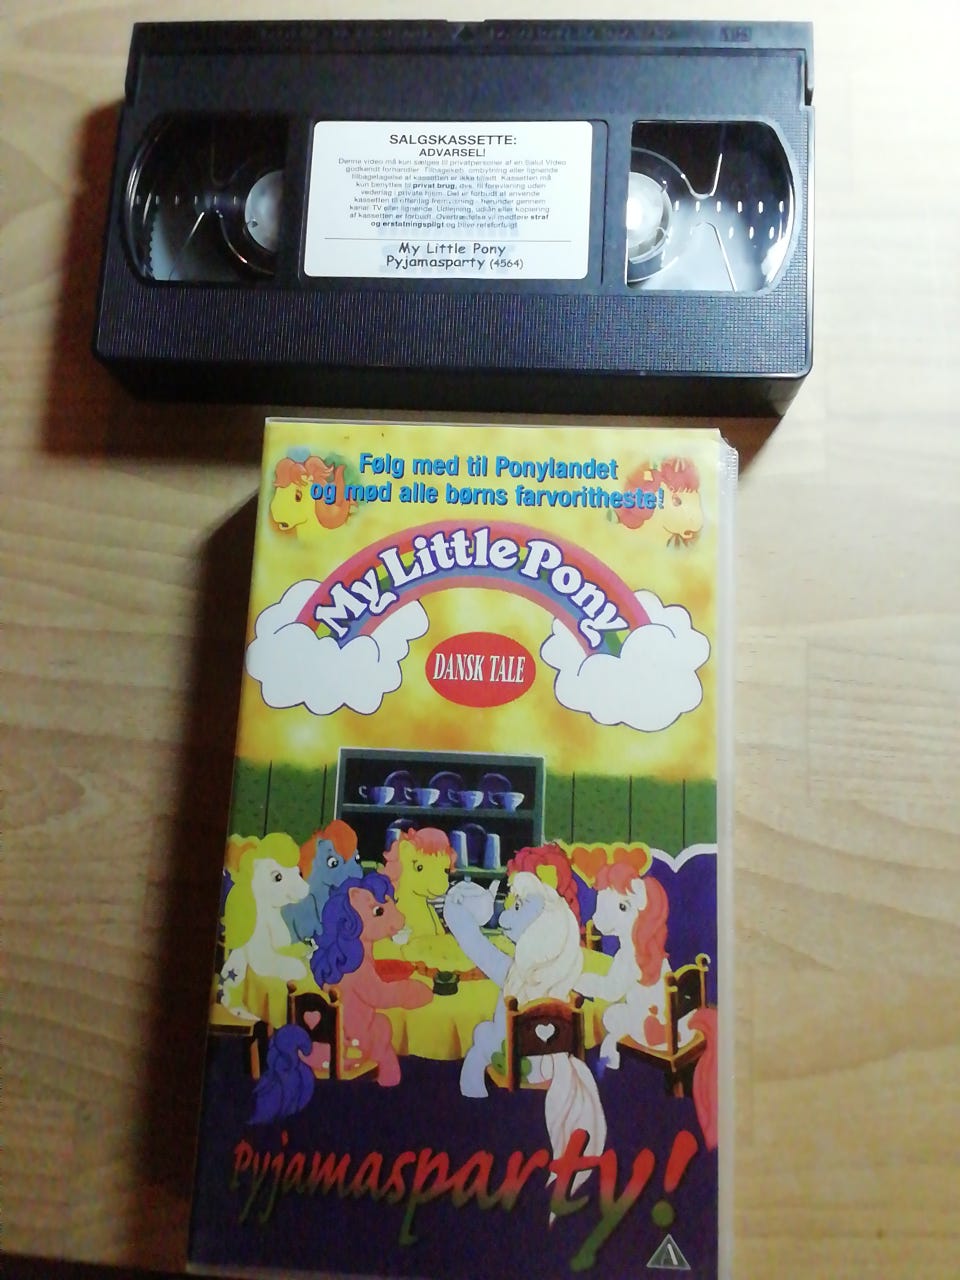 VHS
SALGSKASSETTE:
ADVARSEL!
Denne video må kun sælges til privatpersoner af en Salut Video
godkendt forhandler. Tilbagekøb, ombytning eller lignende
tilbagetagelse af kassetten er ikke tilladt. Kassetten må
kun benyttes til privat brug, dvs. til forevisning uden
vederlag i private hjem. Det er forbudt at anvende
kassetten til offentlig fremvisning - herunder gennem
kanal TV eller lignende. Udlejning, udlån eller kopiering
af kassetten er forbudt. Overtrædelse vil medføre straf
og erstatningspligt og blive retsforfulgt
My Little Pony
Pyjamasparty (4564)
Følg med til Ponylandet
og mød alle børns farvoritheste!
My Little Pony
DANSK TALE
Pyjamasparty!
A